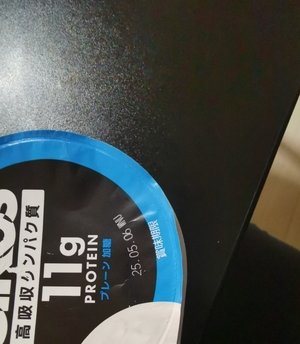 OIKOS
高吸収タンパク質
11g
PROTEIN
プレーン 加糖
25.05.06
賞味期限